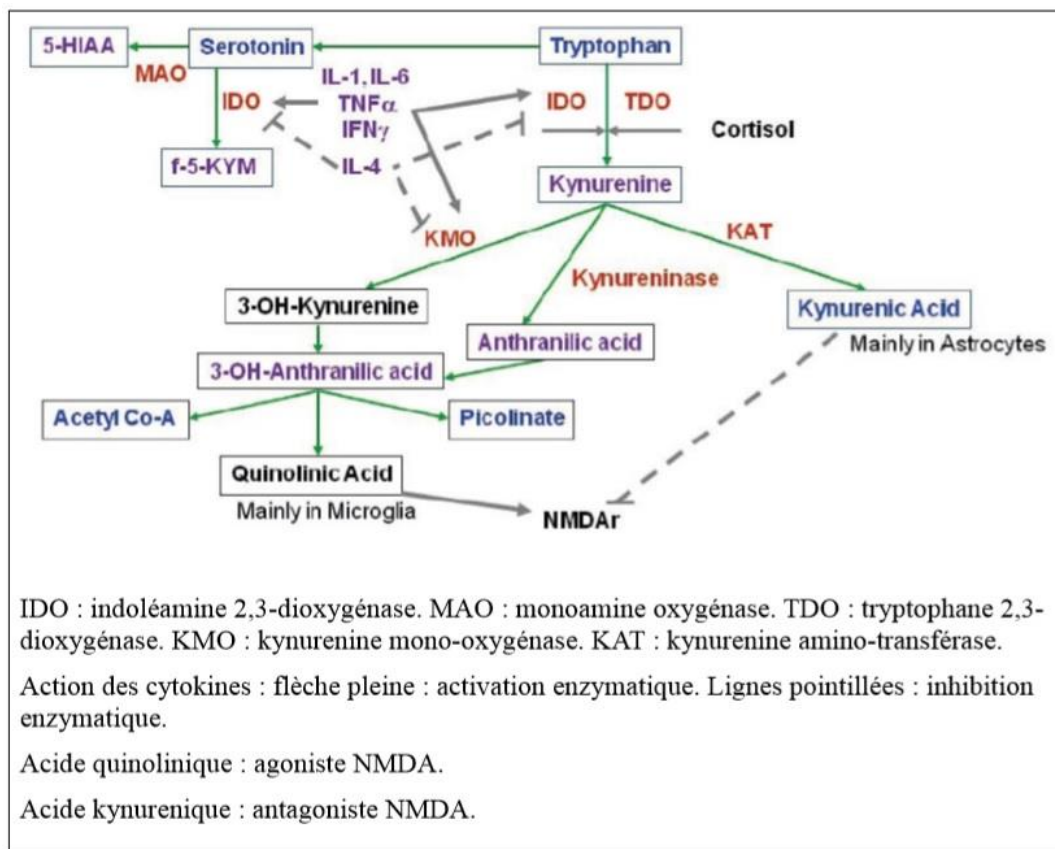 5-HIAA
Serotonin
Tryptophan
MAO
IL-1, IL-6
IDO
TNFα
IDO
TDO
IFNγ
Cortisol
f-5-KYM
IL-4
Kynurenine
KMO
KAT
Kynureninase
3-OH-Kynurenine
Kynurenic Acid
Anthranilic acid
Mainly in Astrocytes
3-OH-Anthranilic acid
Acetyl Co-A
Picolinate
Quinolinic Acid
Mainly in Microglia
NMDAr
IDO : indoléamine 2,3-dioxygénase. MAO : monoamine oxygénase. TDO : tryptophane 2,3-
dioxygénase. KMO : kynurenine mono-oxygénase. KAT : kynurenine amino-transférase.
Action des cytokines : flèche pleine : activation enzymatique. Lignes pointillées : inhibition
enzymatique.
Acide quinolinique : agoniste NMDA.
Acide kynurenique : antagoniste NMDA.